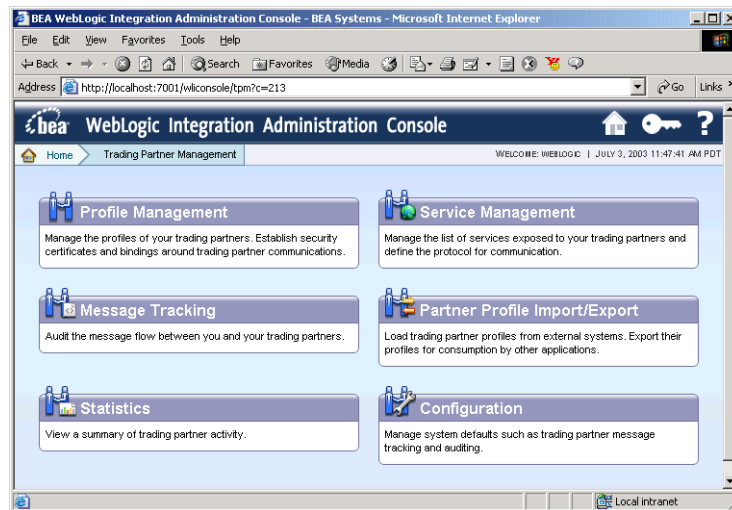 BEA WebLogic Integration Administration Console - BEA Systems - Microsoft Internet Explorer
File Edit View Favorites Tools Help
Back Search Favorites Media
Address http://localhost:7001/wliconsole/tpm?c=213 Go Links
bea WebLogic Integration Administration Console ?
Home Trading Partner Management WELCOME: WEBLOGIC | JULY 3, 2003 11:47:41 AM PDT
Profile Management
Manage the profiles of your trading partners. Establish security
certificates and bindings around trading partner communications.
Service Management
Manage the list of services exposed to your trading partners and
define the protocol for communication.
Message Tracking
Audit the message flow between you and your trading partners.
Partner Profile Import/Export
Load trading partner profiles from external systems. Export their
profiles for consumption by other applications.
Statistics
View a summary of trading partner activity.
Configuration
Manage system defaults such as trading partner message
tracking and auditing.
Local intranet